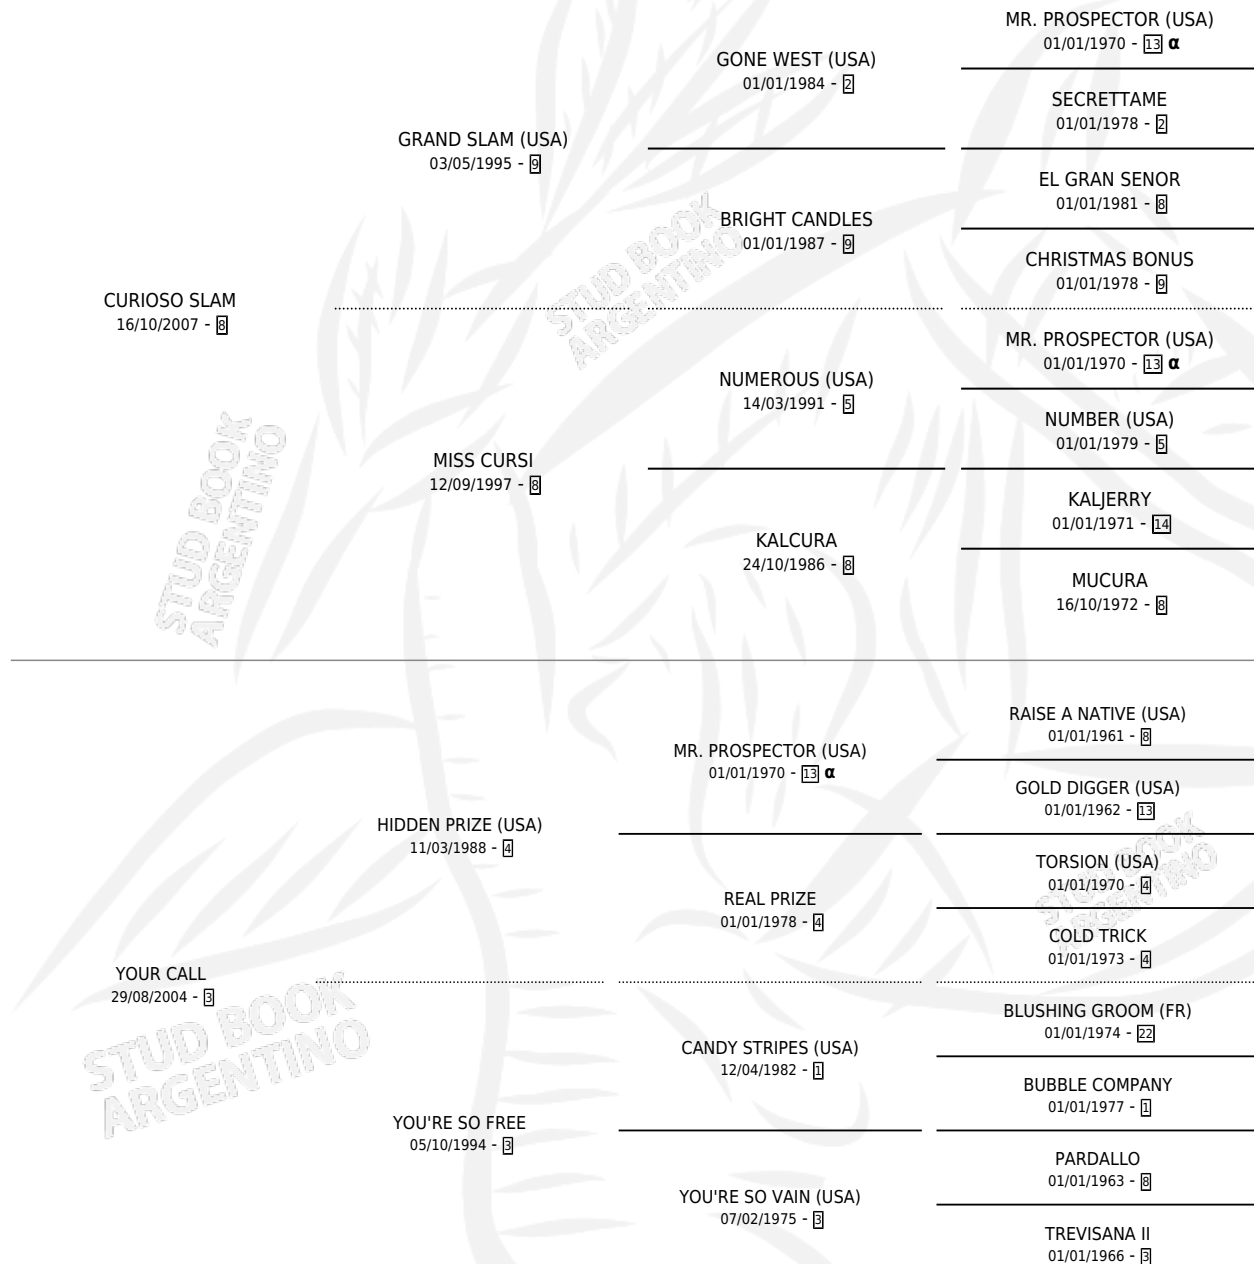 MR. PROSPECTOR (USA)
01/01/1970 - 13 α
GONE WEST (USA)
01/01/1984 - 2
SECRETTAME
01/01/1978 - 2
GRAND SLAM (USA)
03/05/1995 - 9
EL GRAN SENOR
01/01/1981 - 8
BRIGHT CANDLES
01/01/1987 - 9
CHRISTMAS BONUS
01/01/1978 - 9
CURIOSO SLAM
16/10/2007 - 8
MR. PROSPECTOR (USA)
01/01/1970 - 13 α
NUMEROUS (USA)
14/03/1991 - 5
NUMBER (USA)
01/01/1979 - 5
MISS CURSI
12/09/1997 - 8
KALJERRY
01/01/1971 - 14
KALCURA
24/10/1986 - 8
MUCURA
16/10/1972 - 8
RAISE A NATIVE (USA)
01/01/1961 - 8
MR. PROSPECTOR (USA)
01/01/1970 - 13 α
GOLD DIGGER (USA)
01/01/1962 - 13
HIDDEN PRIZE (USA)
11/03/1988 - 4
TORSION (USA)
01/01/1970 - 4
REAL PRIZE
01/01/1978 - 4
COLD TRICK
01/01/1973 - 4
YOUR CALL
29/08/2004 - 3
BLUSHING GROOM (FR)
01/01/1974 - 22
CANDY STRIPES (USA)
12/04/1982 - 1
BUBBLE COMPANY
01/01/1977 - 1
YOU'RE SO FREE
05/10/1994 - 3
PARDALLO
01/01/1963 - 8
YOU'RE SO VAIN (USA)
07/02/1975 - 3
TREVISANA II
01/01/1966 - 3
STUD BOOK
ARGENTINO
STUD BOOK
ARGENTINO
STUD BOOK
ARGENTINO
STUD BOOK
ARGENTINO